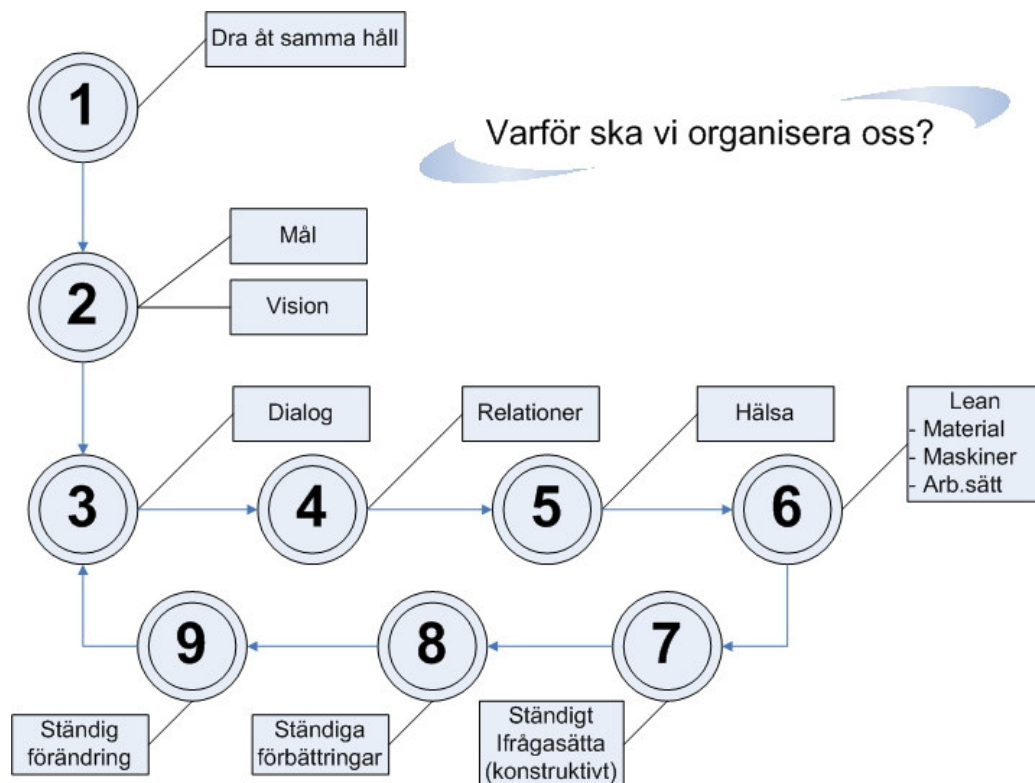 Dra åt samma håll
1
Varför ska vi organisera oss?
Mål
2
Vision
Dialog
Relationer
Hälsa
Lean
- Material
- Maskiner
- Arb.sätt
3
4
5
6
9
8
7
Ständig
förändring
Ständiga
förbättringar
Ständigt
Ifrågasätta
(konstruktivt)